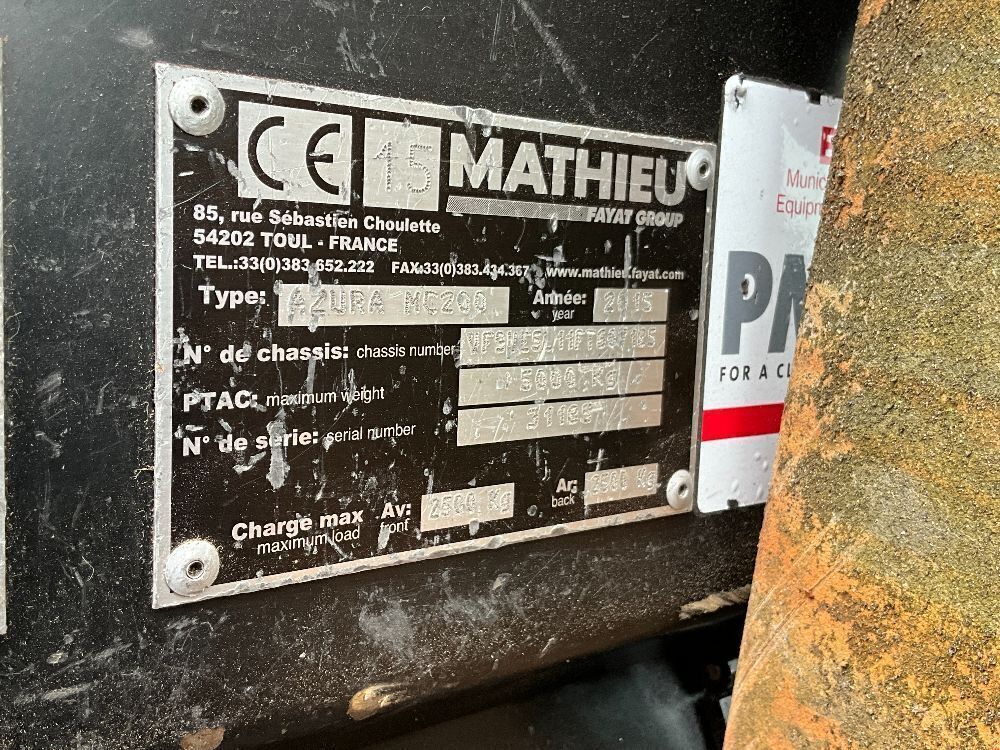 CE 15 MATHIEU
FAYAT GROUP
85, rue Sébastien Choulette
54202 TOUL - FRANCE
TEL.:33(0)383.652.222 FAX:33(0)383.434.367 www.mathieu.fayat.com
Type: AZURA MC200 Année: 2015
year
N° de chassis: chassis number
PTAC: maximum weight 5000 KG
N° de serie: serial number 31125
Charge max Av: 2500 Kg Ar: 2500 KG
maximum load front back
Munic
Equipm
FOR A CL